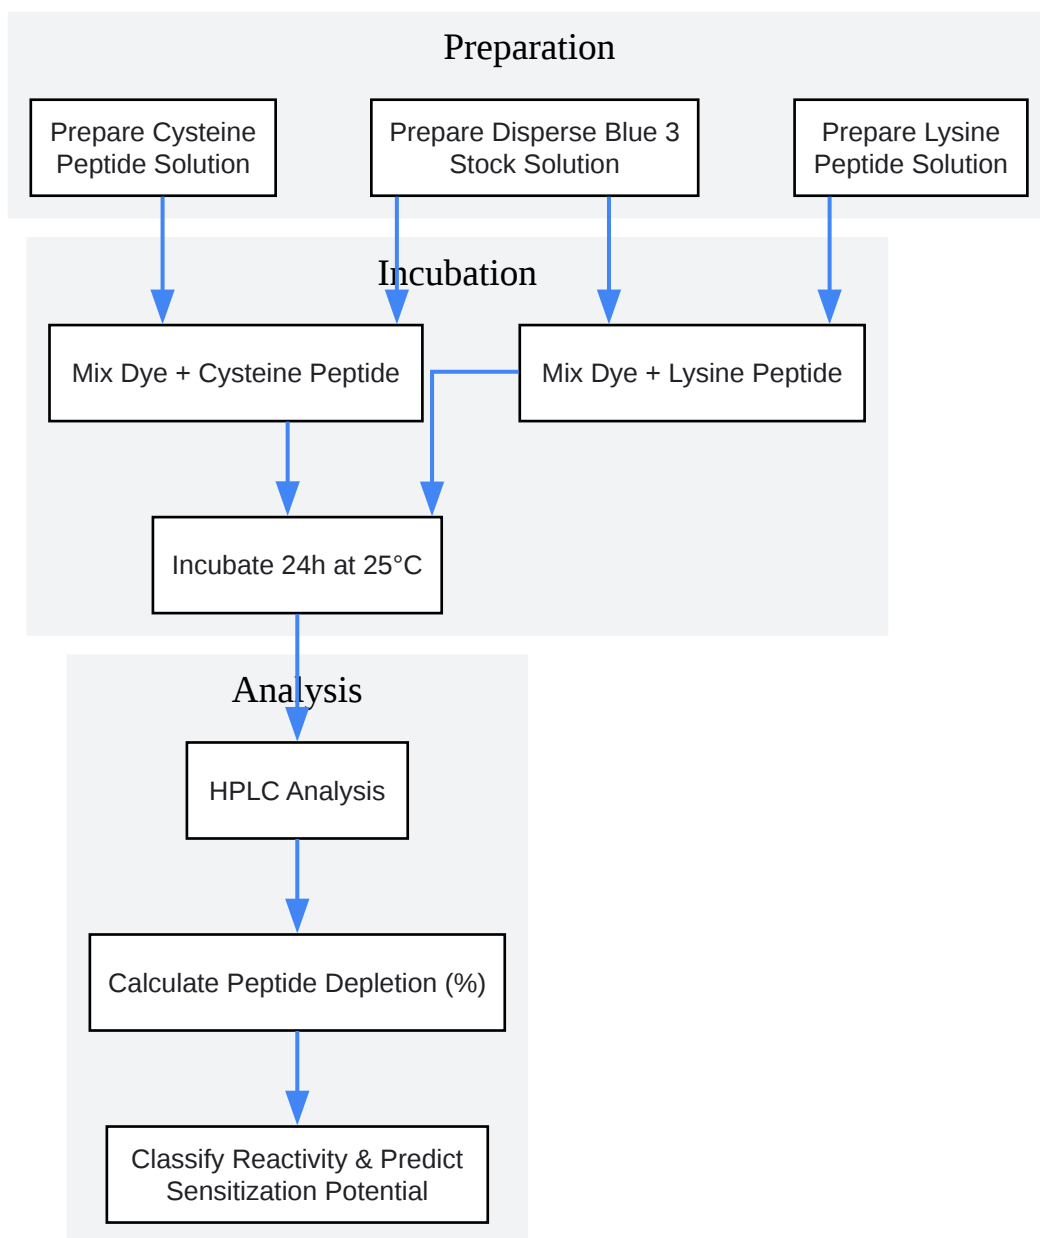 Preparation
Prepare Cysteine
Peptide Solution
Prepare Disperse Blue 3
Stock Solution
Prepare Lysine
Peptide Solution
Incubation
Mix Dye + Cysteine Peptide
Mix Dye + Lysine Peptide
Incubate 24h at 25°C
Analysis
HPLC Analysis
Calculate Peptide Depletion (%)
Classify Reactivity & Predict
Sensitization Potential